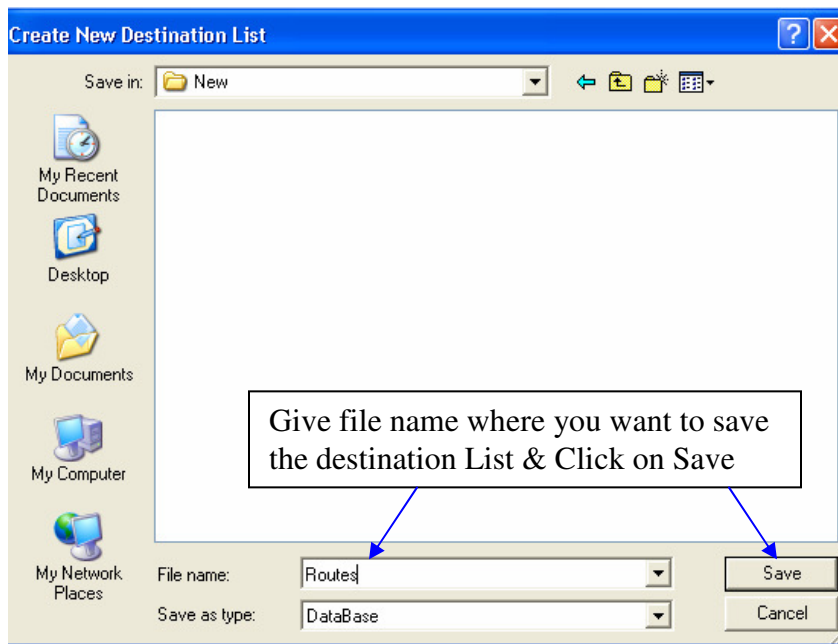 Create New Destination List
Save in:
New
My Recent
Documents
Desktop
My Documents
My Computer
My Network
Places
Give file name where you want to save
the destination List & Click on Save
File name:
Routes
Save
Save as type:
DataBase
Cancel